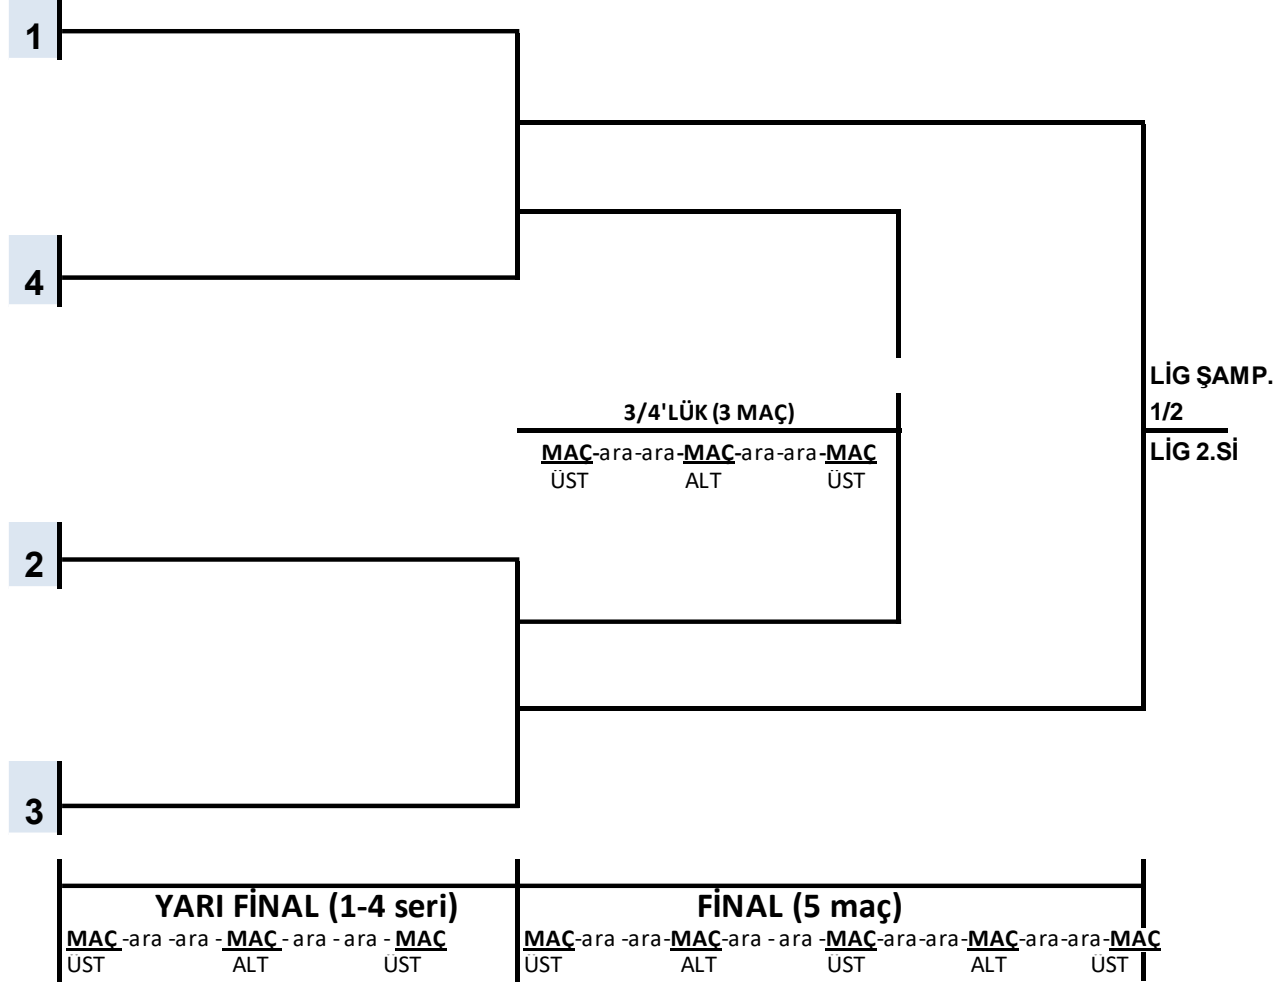 1
4
LİG ŞAMP.
1/2
LİG 2.Sİ
3/4'LÜK (3 MAÇ)
MAÇ-ara-ara-MAÇ-ara-ara-MAÇ
ÜST ALT ÜST
2
3
YARI FİNAL (1-4 seri) FİNAL (5 maç)
MAÇ -ara -ara - MAÇ - ara - ara - MAÇ MAÇ-ara -ara-MAÇ-ara - ara -MAÇ-ara-ara-MAÇ-ara-ara-MAÇ
ÜST ALT ÜST ÜST ALT ÜST ALT ÜST